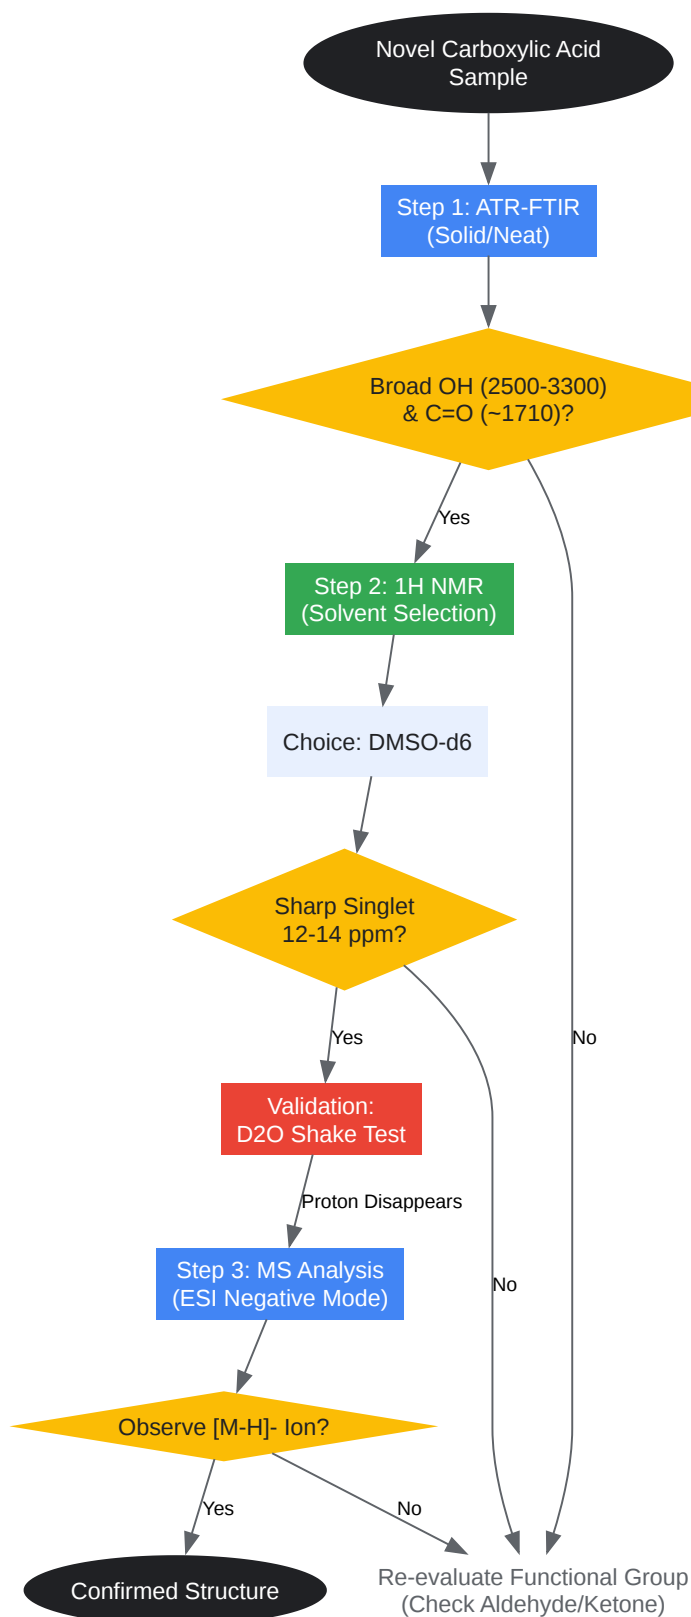 Novel Carboxylic Acid
Sample
Step 1: ATR-FTIR
(Solid/Neat)
Broad OH (2500-3300)
& C=O (~1710)?
Yes
Step 2: 1H NMR
(Solvent Selection)
Choice: DMSO-d6
Sharp Singlet
12-14 ppm?
Yes
No
Validation:
D2O Shake Test
Proton Disappears
Step 3: MS Analysis
(ESI Negative Mode)
No
Observe [M-H]- Ion?
Yes
No
Confirmed Structure
Re-evaluate Functional Group
(Check Aldehyde/Ketone)